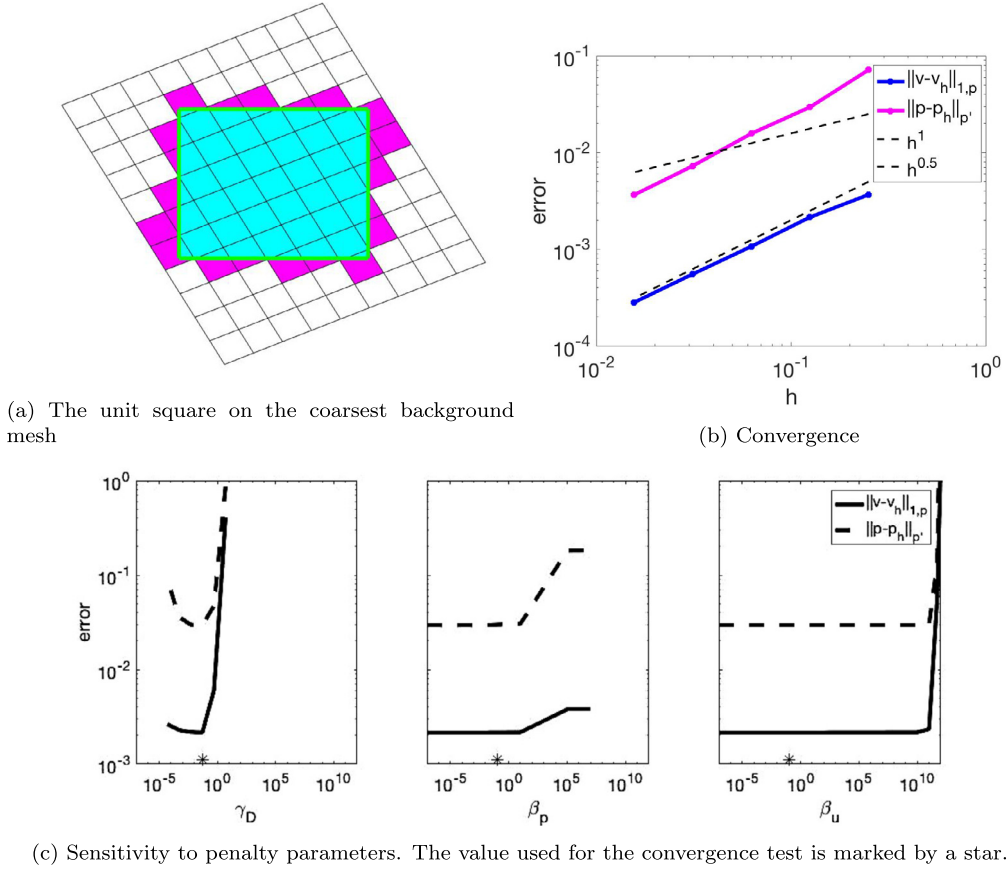 10^-1
10^-2
10^-3
10^-4
error
10^-2
10^-1
10^0
h
||v-v_h||_1,p
||p-p_h||_p'
h^1
h^0.5
(a) The unit square on the coarsest background
mesh
(b) Convergence
10^0
10^-1
10^-2
10^-3
error
10^-5
10^0
10^5
10^10
γ_D
*
10^-5
10^0
10^5
10^10
β_p
*
10^-5
10^0
10^5
10^10
β_u
*
||v-v_h||_1,p
||p-p_h||_p'
(c) Sensitivity to penalty parameters. The value used for the convergence test is marked by a star.